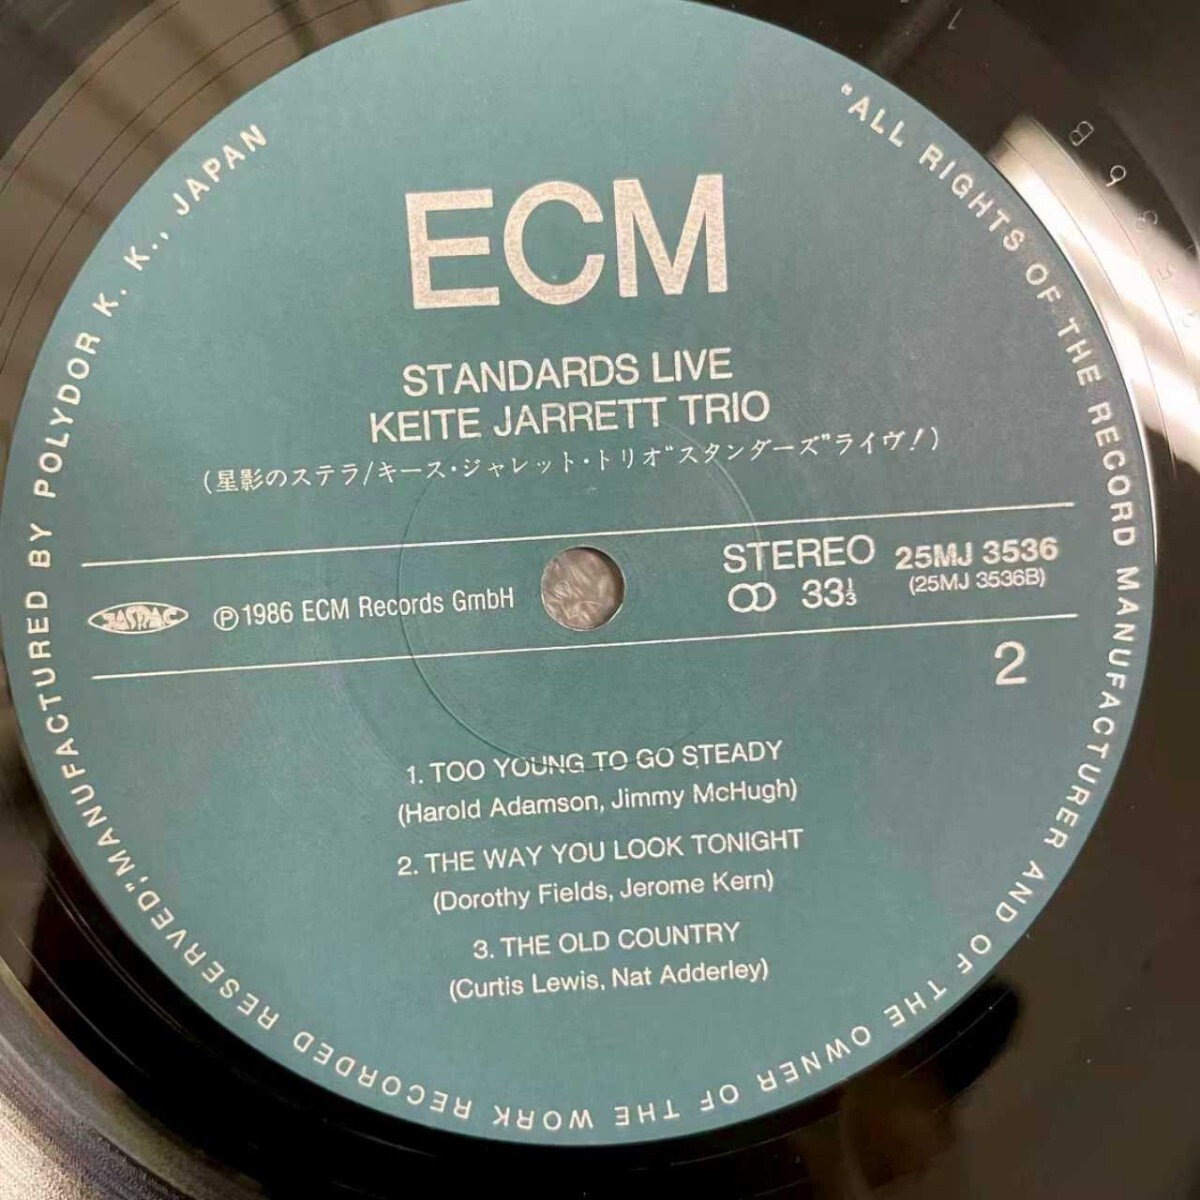 ECM
STANDARDS LIVE
KEITE JARRETT TRIO
(星影のステラ/キース・ジャレット・トリオ"スタンダーズ"ライヴ!)
JASRAC
Ⓟ1986 ECM Records GmbH
STEREO
33⅓
25MJ 3536
(25MJ 3536B)
2
1. TOO YOUNG TO GO STEADY
(Harold Adamson, Jimmy McHugh)
2. THE WAY YOU LOOK TONIGHT
(Dorothy Fields, Jerome Kern)
3. THE OLD COUNTRY
(Curtis Lewis, Nat Adderley)
"ALL RIGHTS OF THE RECORD MANUFACTURER AND OF THE OWNER OF THE WORK RECORDED RESERVED","MANUFACTURED BY POLYDOR K. K., JAPAN